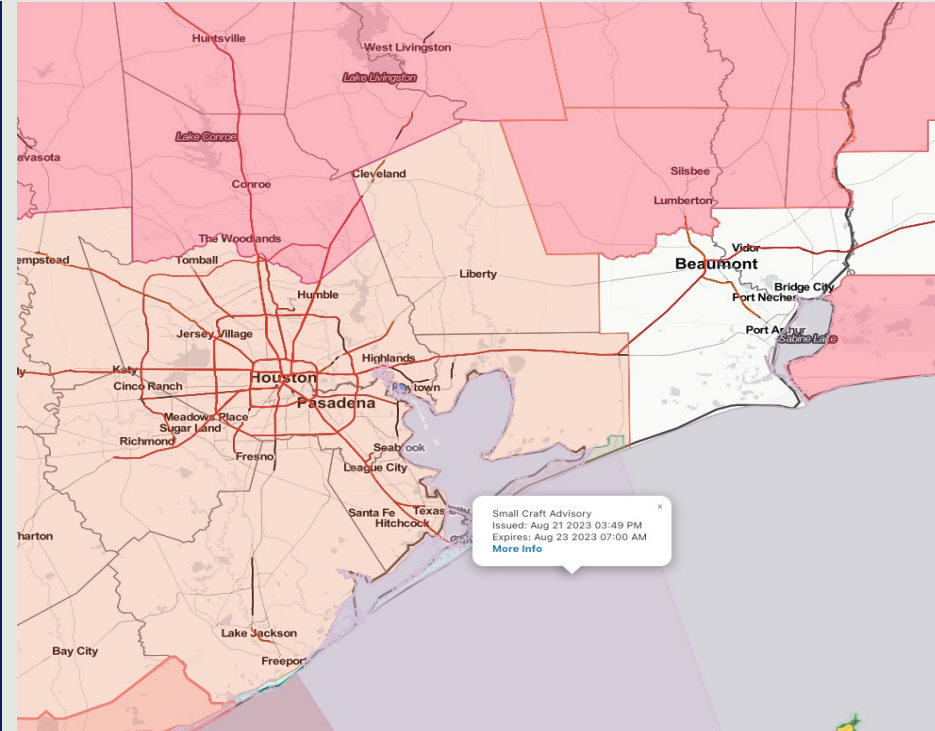 Huntsville
West Livingston
Lake Livingston
Lake Conroe
avasota
Cleveland
Conroe
Silsbee
Lumberton
The Woodlands
Tomball
empstead
Vidor
Beaumont
Liberty
Bridge City
Port Neches
Humble
Port Arthur
Sabine Lake
Jersey Village
Highlands
Katy
Houston
Cinco Ranch
Baytown
Pasadena
Meadows Place
Sugar Land
Richmond
Seabrook
Fresno
League City
Santa Fe
Texas
Hitchcock
harton
Small Craft Advisory
×
Issued: Aug 21 2023 03:49 PM
Expires: Aug 23 2023 07:00 AM
More Info
Lake Jackson
Bay City
Freeport